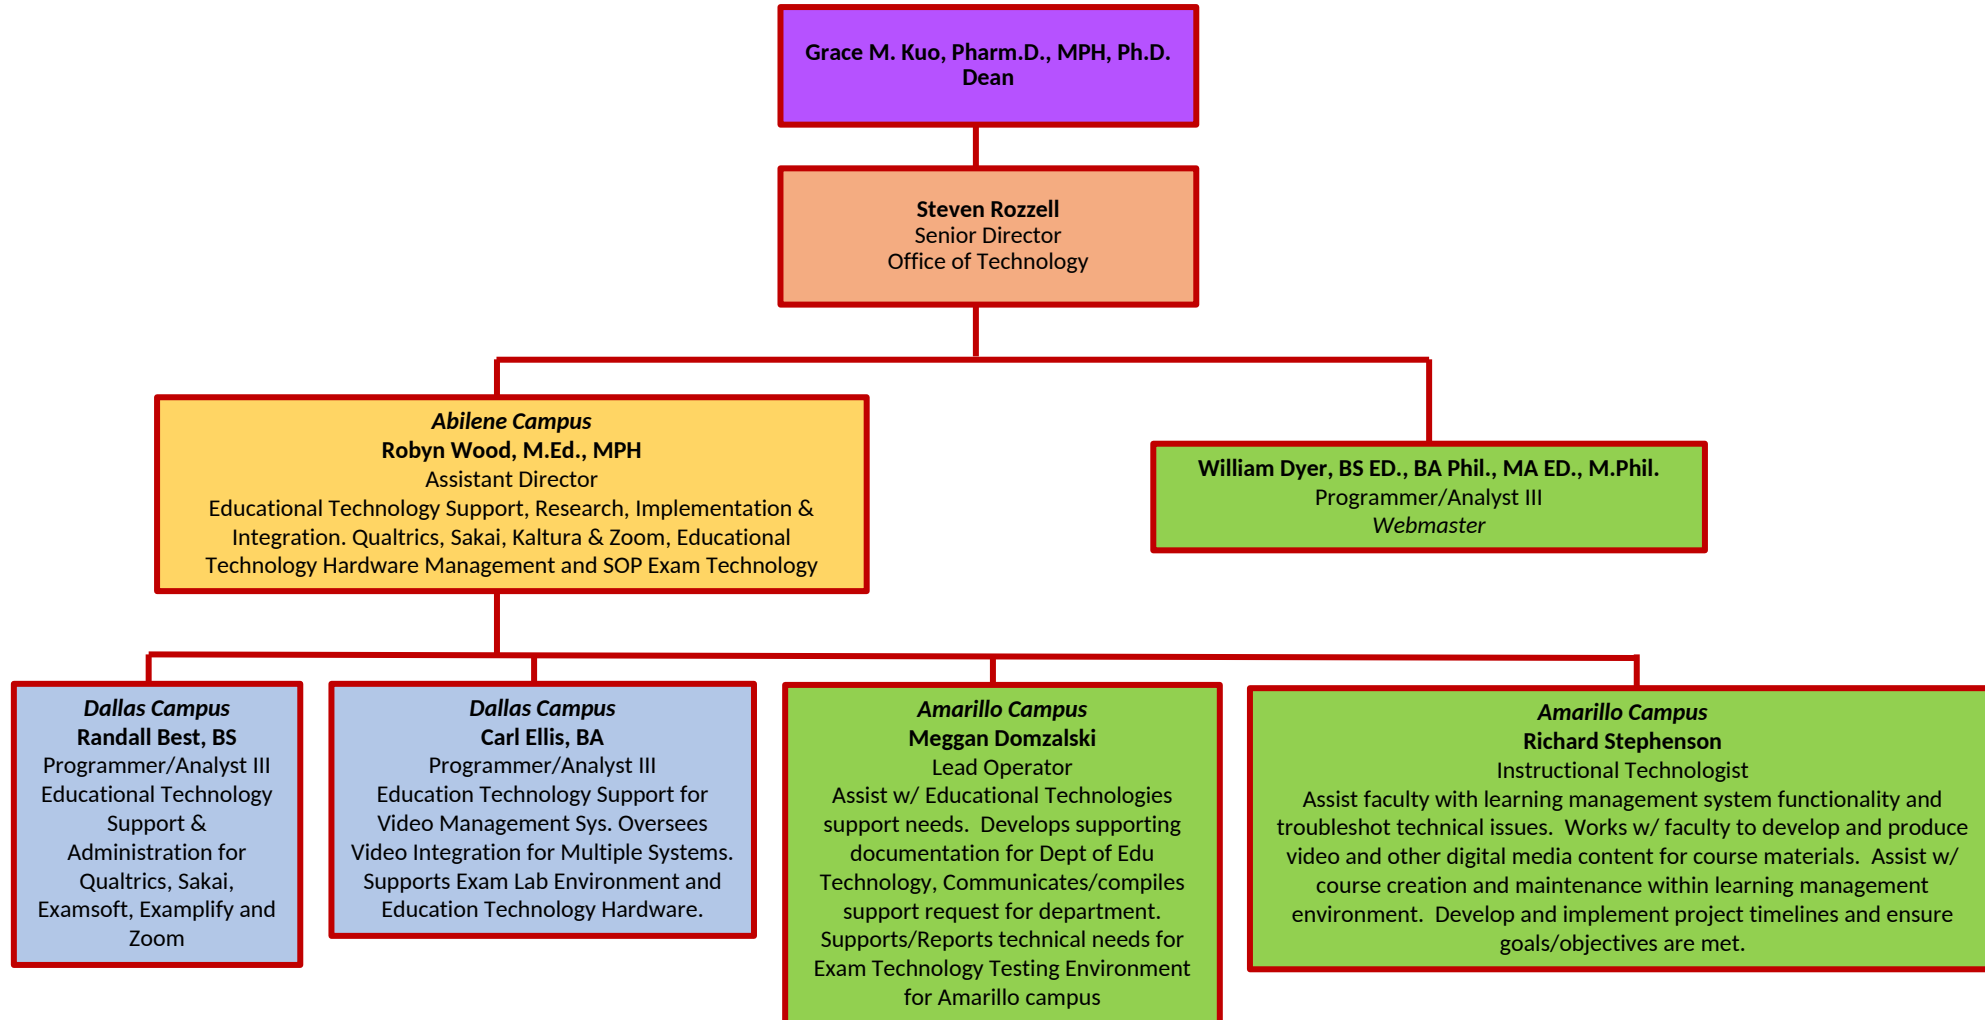 Grace M. Kuo, Pharm.D., MPH, Ph.D.
Dean
Steven Rozzell
Senior Director
Office of Technology
Abilene Campus
Robyn Wood, M.Ed., MPH
Assistant Director
Educational Technology Support, Research, Implementation &
Integration. Qualtrics, Sakai, Kaltura & Zoom, Educational
Technology Hardware Management and SOP Exam Technology
William Dyer, BS ED., BA Phil., MA ED., M.Phil.
Programmer/Analyst III
Webmaster
Dallas Campus
Randall Best, BS
Programmer/Analyst III
Educational Technology
Support &
Administration for
Qualtrics, Sakai,
Examsoft, Examplify and
Zoom
Dallas Campus
Carl Ellis, BA
Programmer/Analyst III
Education Technology Support for
Video Management Sys. Oversees
Video Integration for Multiple Systems.
Supports Exam Lab Environment and
Education Technology Hardware.
Amarillo Campus
Meggan Domzalski
Lead Operator
Assist w/ Educational Technologies
support needs.  Develops supporting
documentation for Dept of Edu
Technology, Communicates/compiles
support request for department.
Supports/Reports technical needs for
Exam Technology Testing Environment
for Amarillo campus
Amarillo Campus
Richard Stephenson
Instructional Technologist
Assist faculty with learning management system functionality and
troubleshot technical issues.  Works w/ faculty to develop and produce
video and other digital media content for course materials.  Assist w/
course creation and maintenance within learning management
environment.  Develop and implement project timelines and ensure
goals/objectives are met.